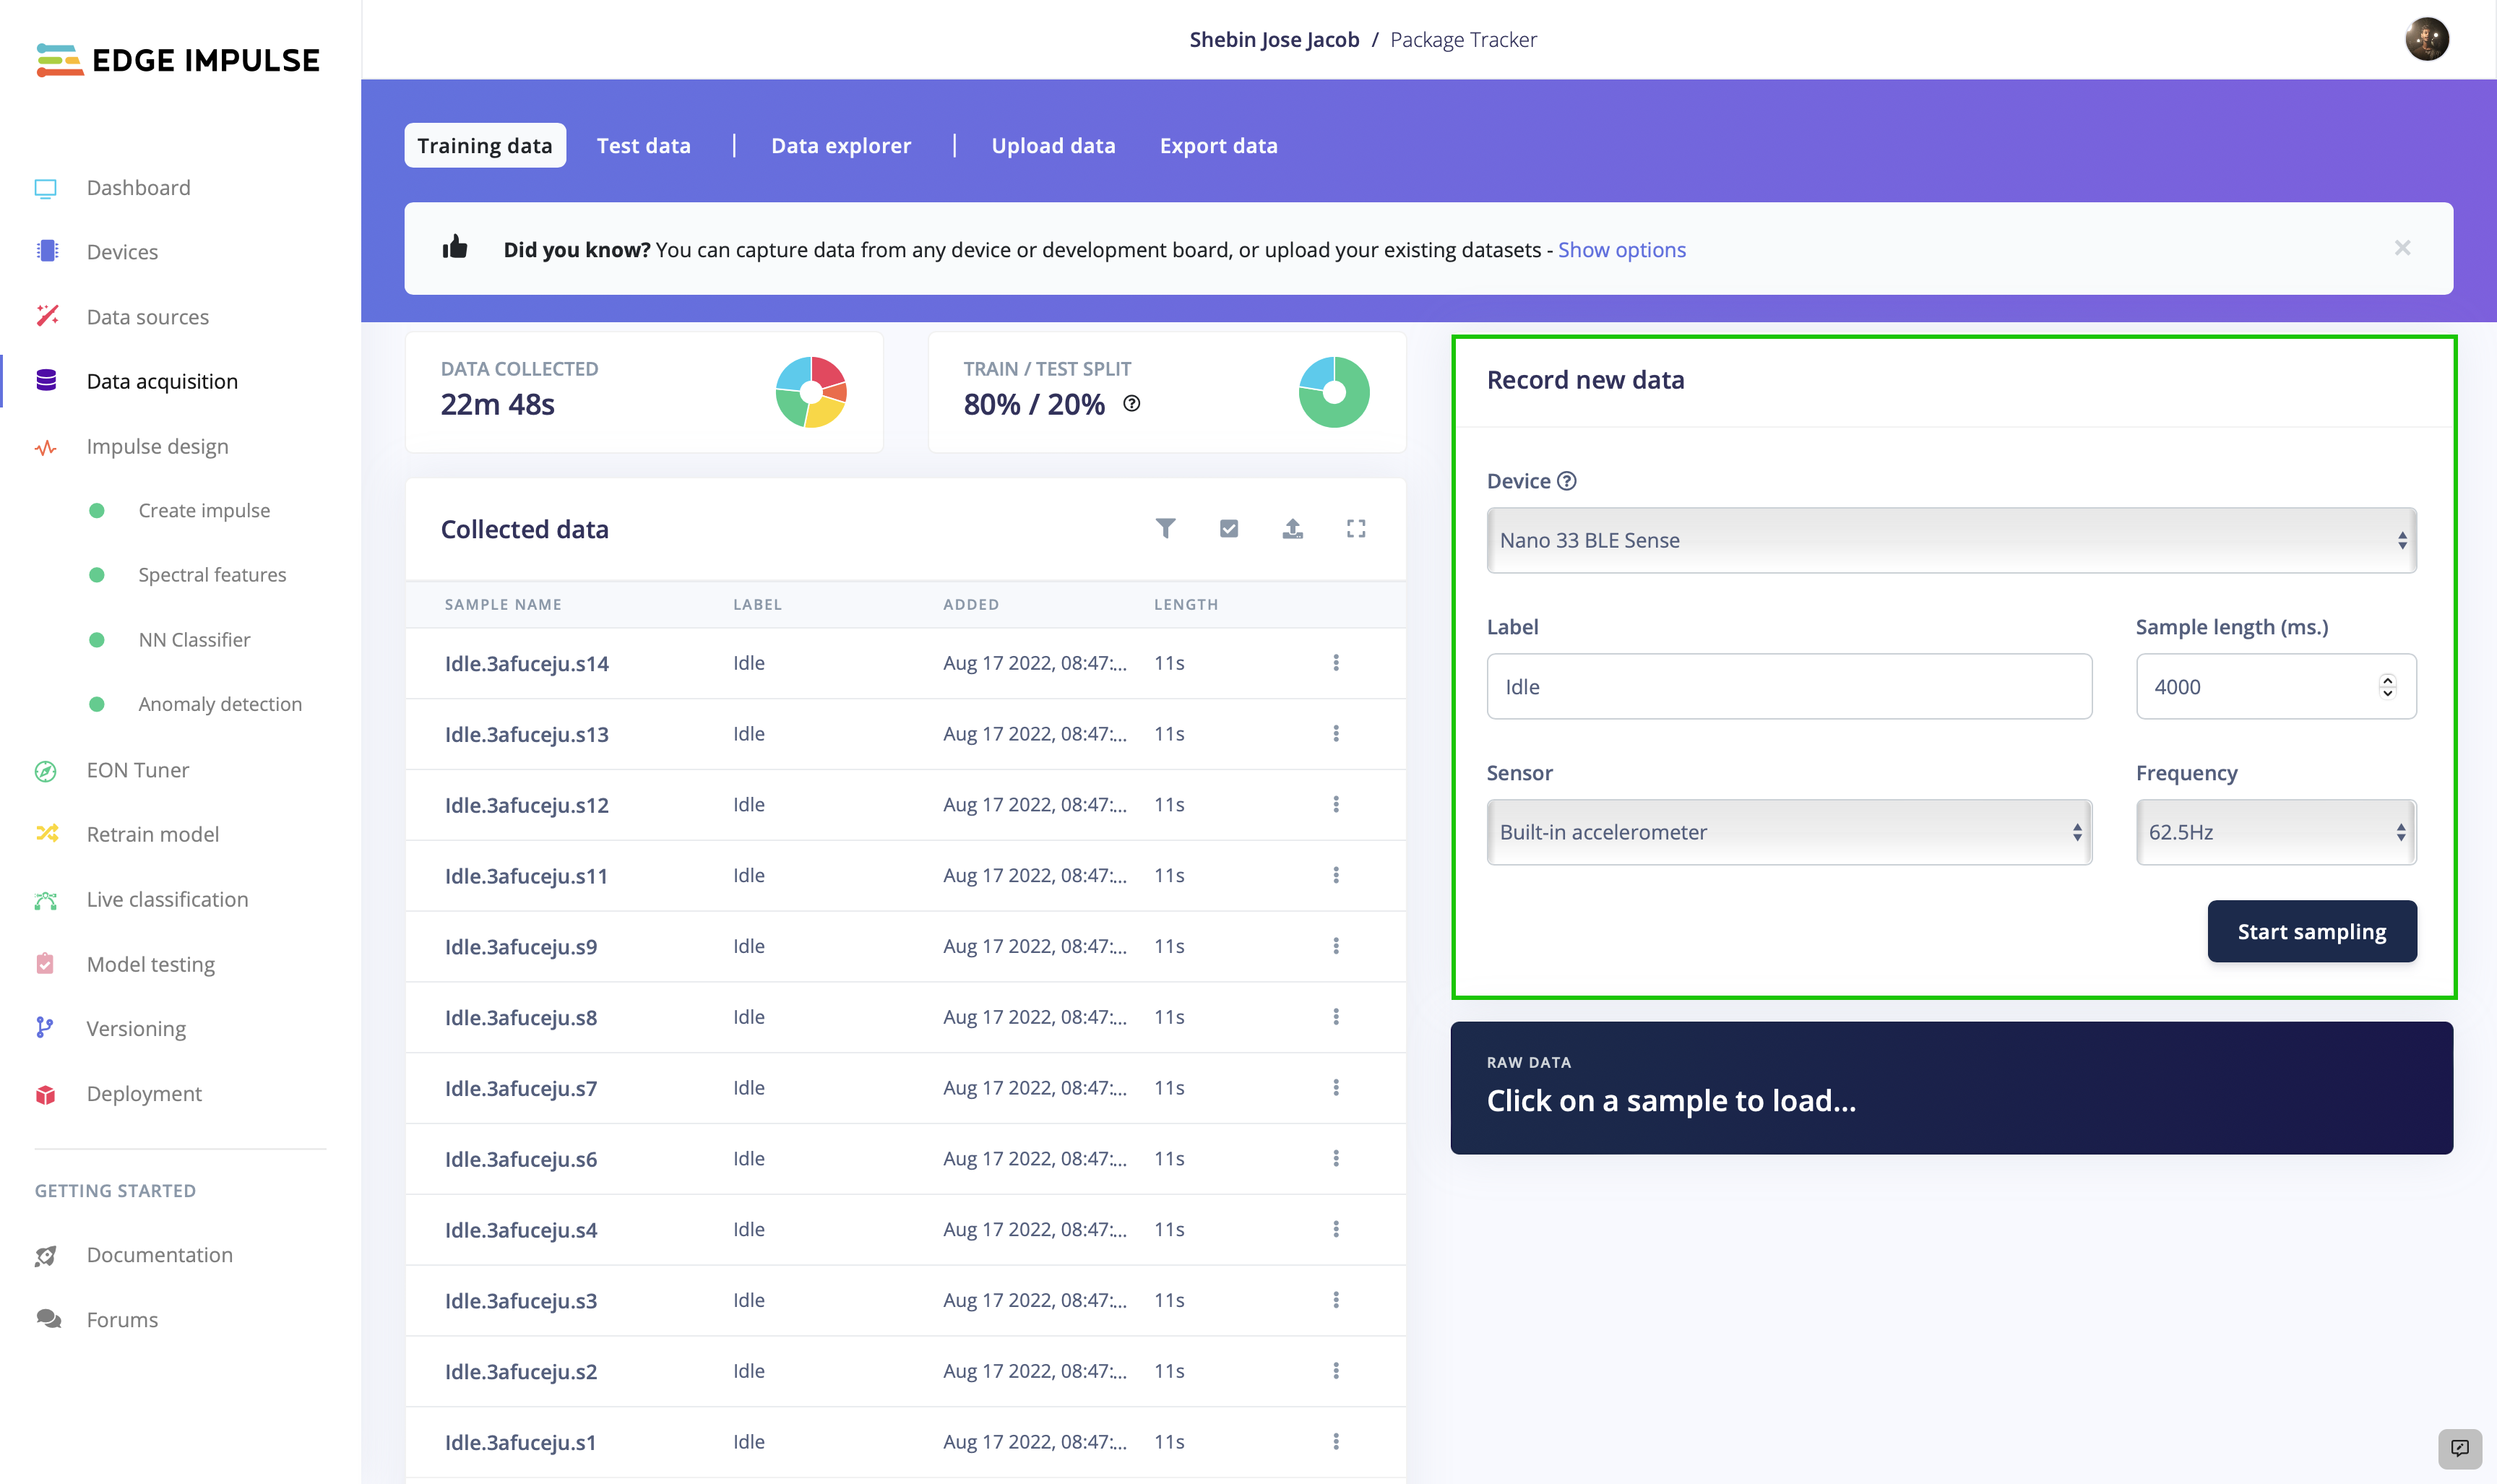 EDGE IMPULSE
Shebin Jose Jacob / Package Tracker
Dashboard
Devices
Data sources
Data acquisition
Impulse design
Create impulse
Spectral features
NN Classifier
Anomaly detection
EON Tuner
Retrain model
Live classification
Model testing
Versioning
Deployment
GETTING STARTED
Documentation
Forums
Training data Test data | Data explorer | Upload data Export data
Did you know? You can capture data from any device or development board, or upload your existing datasets - Show options
DATA COLLECTED
22m 48s
TRAIN / TEST SPLIT
80% / 20%
Collected data
SAMPLE NAME LABEL ADDED LENGTH
Idle.3afuceju.s14 Idle Aug 17 2022, 08:47:... 11s
Idle.3afuceju.s13 Idle Aug 17 2022, 08:47:... 11s
Idle.3afuceju.s12 Idle Aug 17 2022, 08:47:... 11s
Idle.3afuceju.s11 Idle Aug 17 2022, 08:47:... 11s
Idle.3afuceju.s9 Idle Aug 17 2022, 08:47:... 11s
Idle.3afuceju.s8 Idle Aug 17 2022, 08:47:... 11s
Idle.3afuceju.s7 Idle Aug 17 2022, 08:47:... 11s
Idle.3afuceju.s6 Idle Aug 17 2022, 08:47:... 11s
Idle.3afuceju.s4 Idle Aug 17 2022, 08:47:... 11s
Idle.3afuceju.s3 Idle Aug 17 2022, 08:47:... 11s
Idle.3afuceju.s2 Idle Aug 17 2022, 08:47:... 11s
Idle.3afuceju.s1 Idle Aug 17 2022, 08:47:... 11s
Record new data
Device
Nano 33 BLE Sense
Label Sample length (ms.)
Idle 4000
Sensor Frequency
Built-in accelerometer 62.5Hz
Start sampling
RAW DATA
Click on a sample to load...